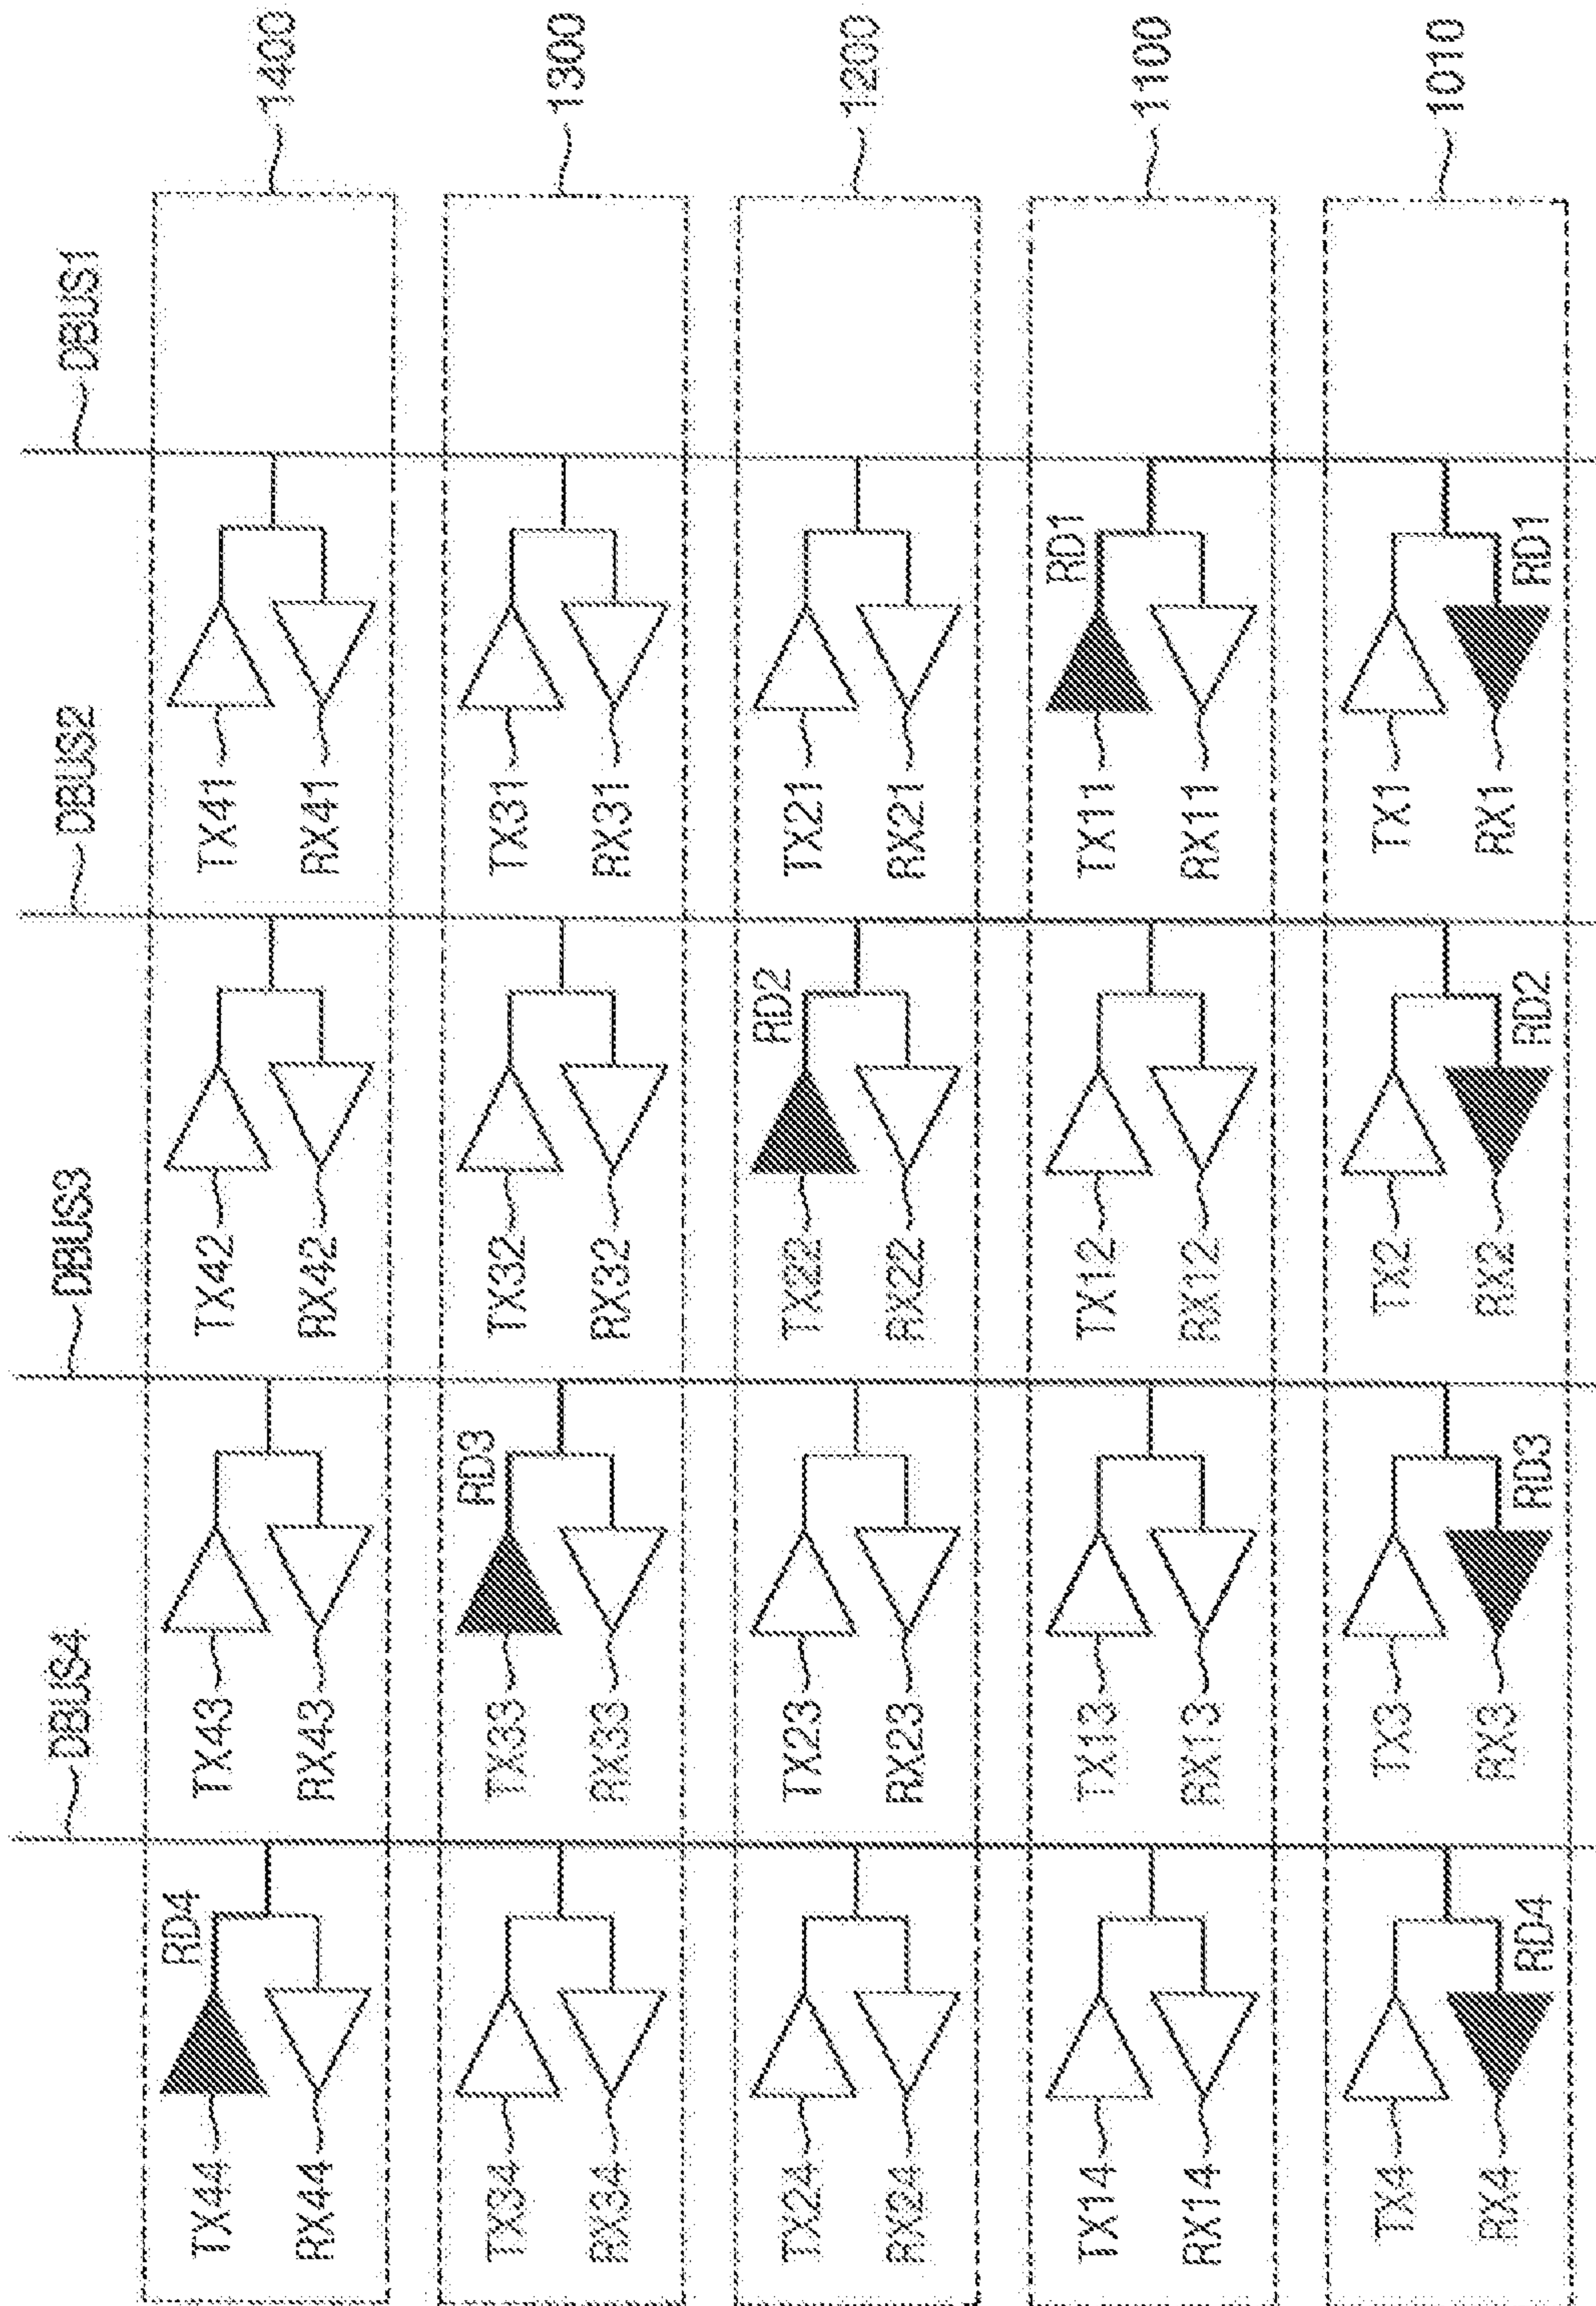 DBUS4
DBUS3
DBUS2
DBUS1
TX44
RD4
TX43
TX42
TX41
1400
RX44
RX43
RX42
RX41
TX34
TX33
RD3
TX32
TX31
1300
RX34
RX33
RX32
RX31
TX24
TX23
TX22
RD2
TX21
1200
RX24
RX23
RX22
RX21
TX14
TX13
TX12
TX11
RD1
1100
RX14
RX13
RX12
RX11
TX4
TX3
TX2
TX1
1010
RX4
RD4
RX3
RD3
RX2
RD2
RX1
RD1